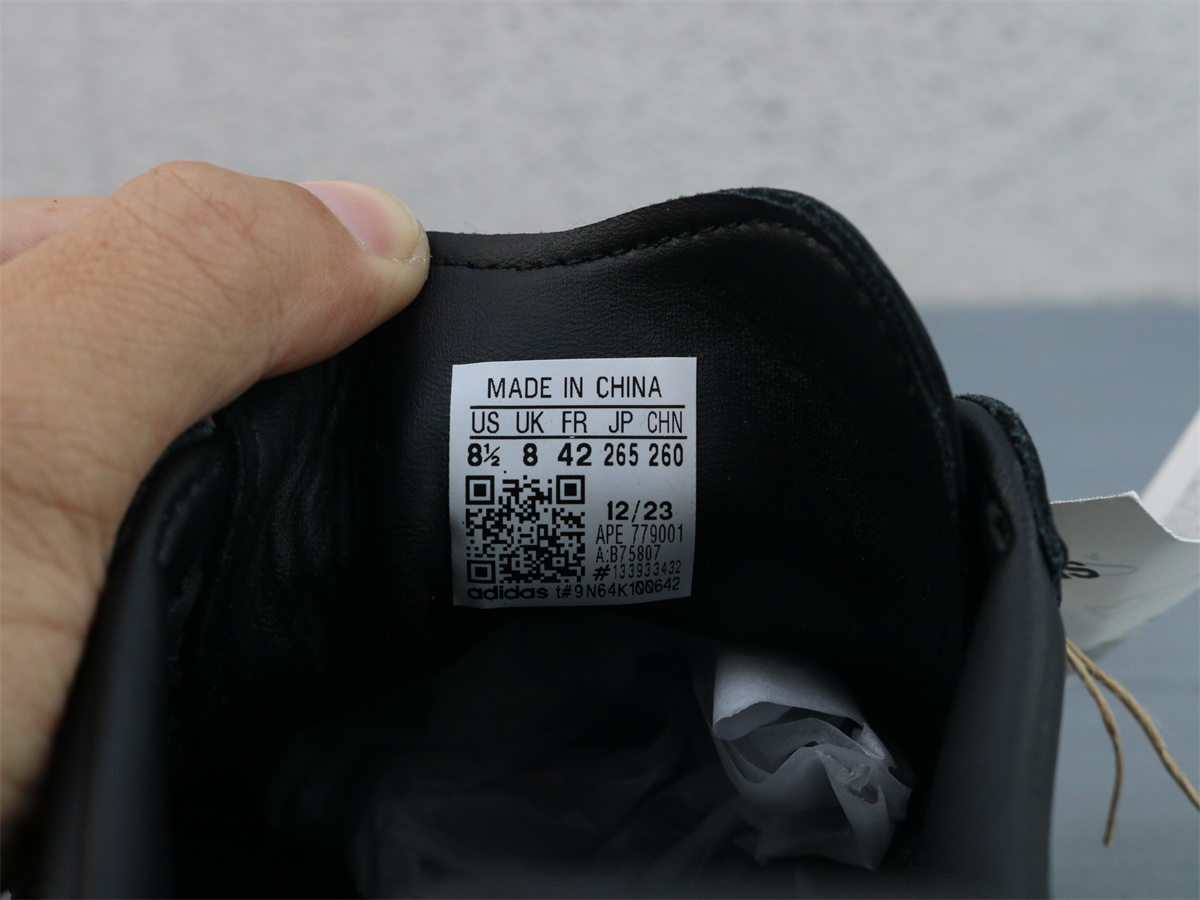 MADE IN CHINA
US UK FR JP CHN
8½ 8 42 265 260
12/23
APE 779001
A:B75807
#133933432
adidas t#9N64K100642